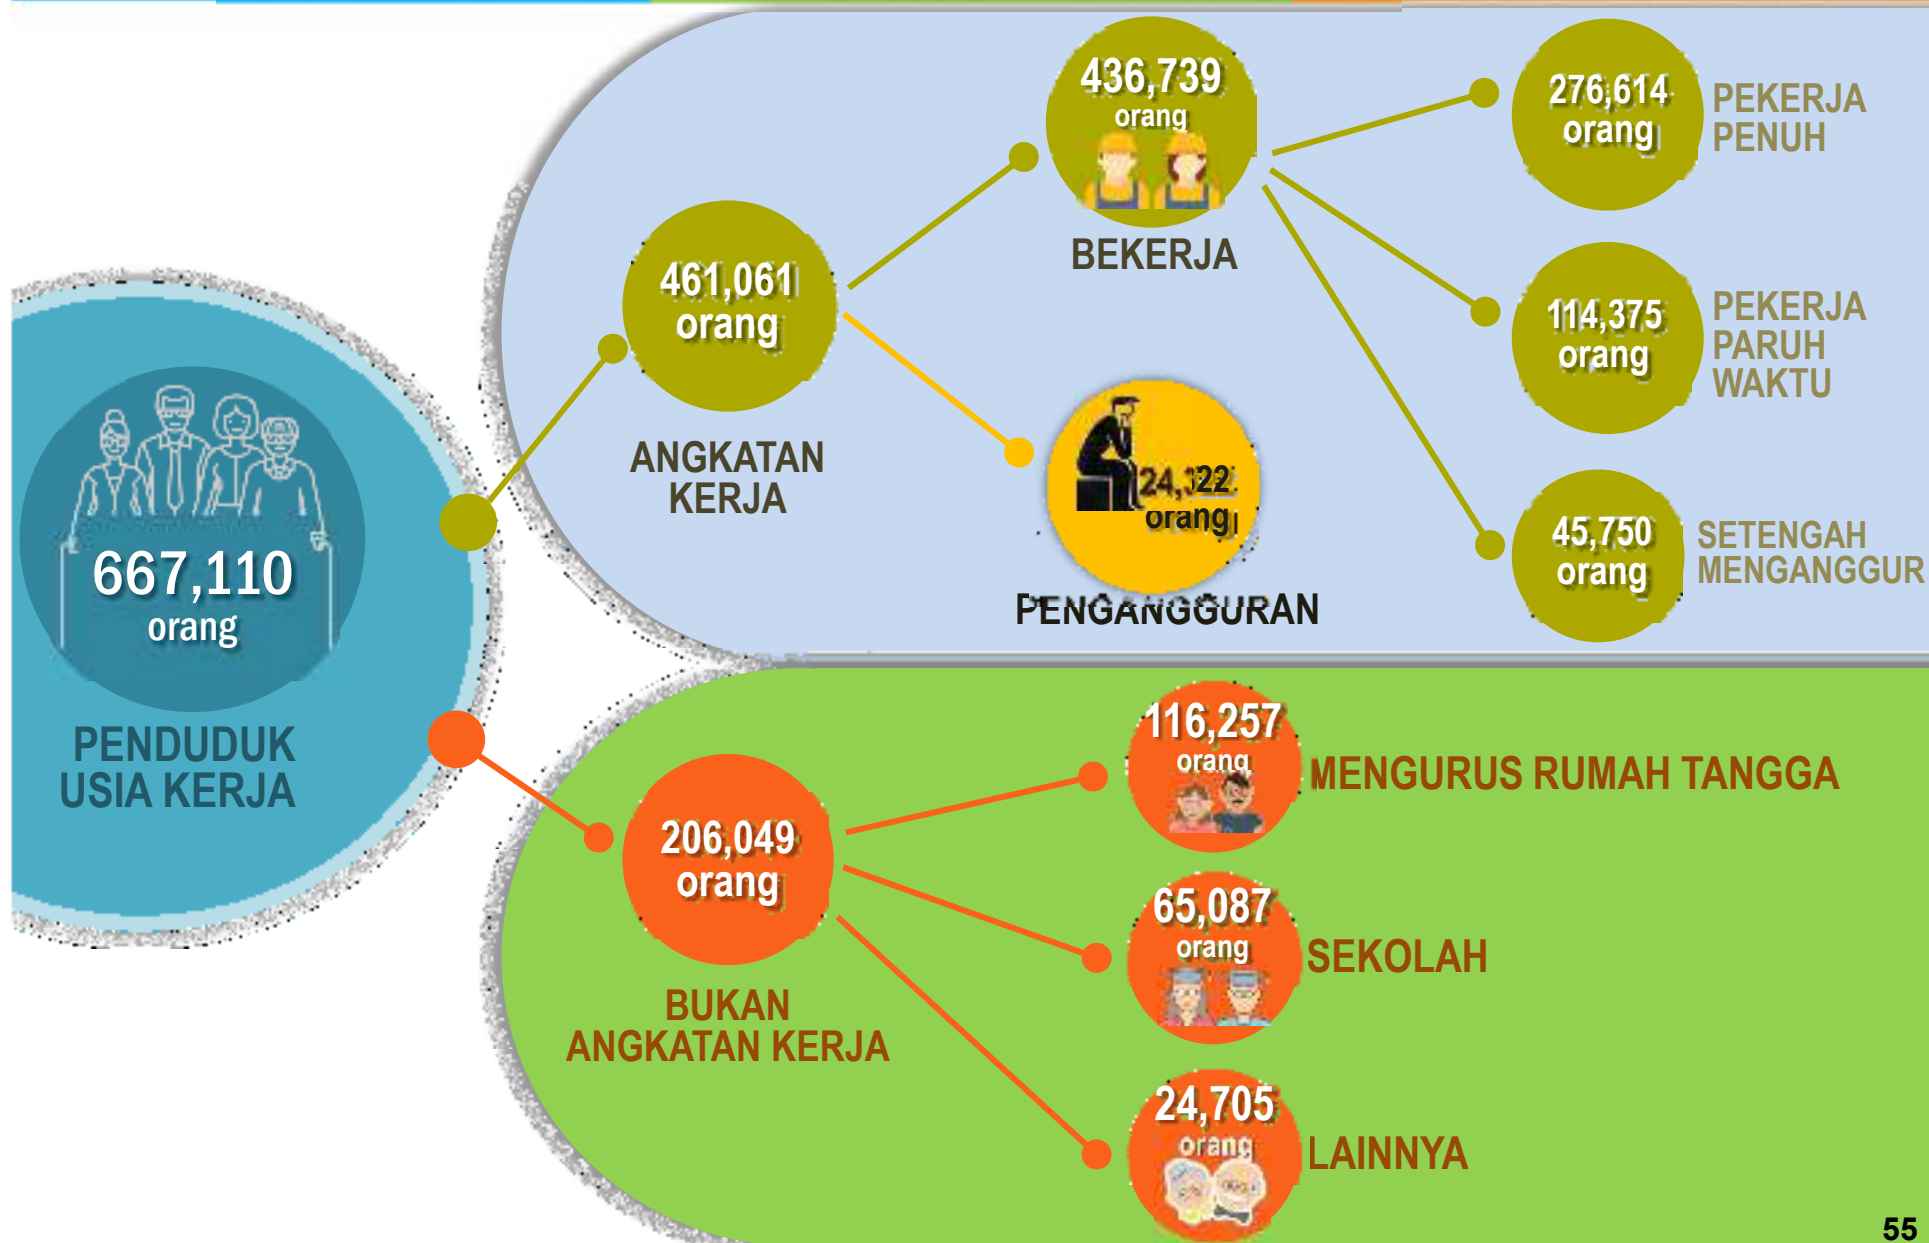 667,110
orang
PENDUDUK
USIA KERJA
461,061
orang
ANGKATAN
KERJA
436,739
orang
BEKERJA
24,322
orang
PENGANGGURAN
276,614
orang
PEKERJA
PENUH
114,375
orang
PEKERJA
PARUH
WAKTU
45,750
orang
SETENGAH
MENGANGGUR
206,049
orang
BUKAN
ANGKATAN KERJA
116,257
orang
MENGURUS RUMAH TANGGA
65,087
orang
SEKOLAH
24,705
orang
LAINNYA
55